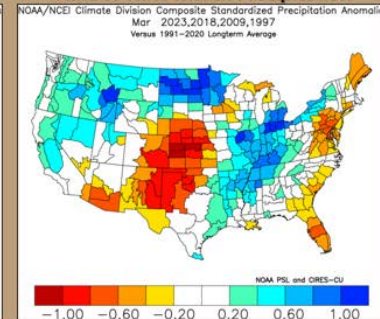 NOAA/NCEI Climate Division Composite Standardized Precipitation Anomali
Mar 2023,2018,2009,1997
Versus 1991-2020 Longterm Average
NOAA PSL and CIRES-CU
-1.00 -0.60 -0.20 0.20 0.60 1.00